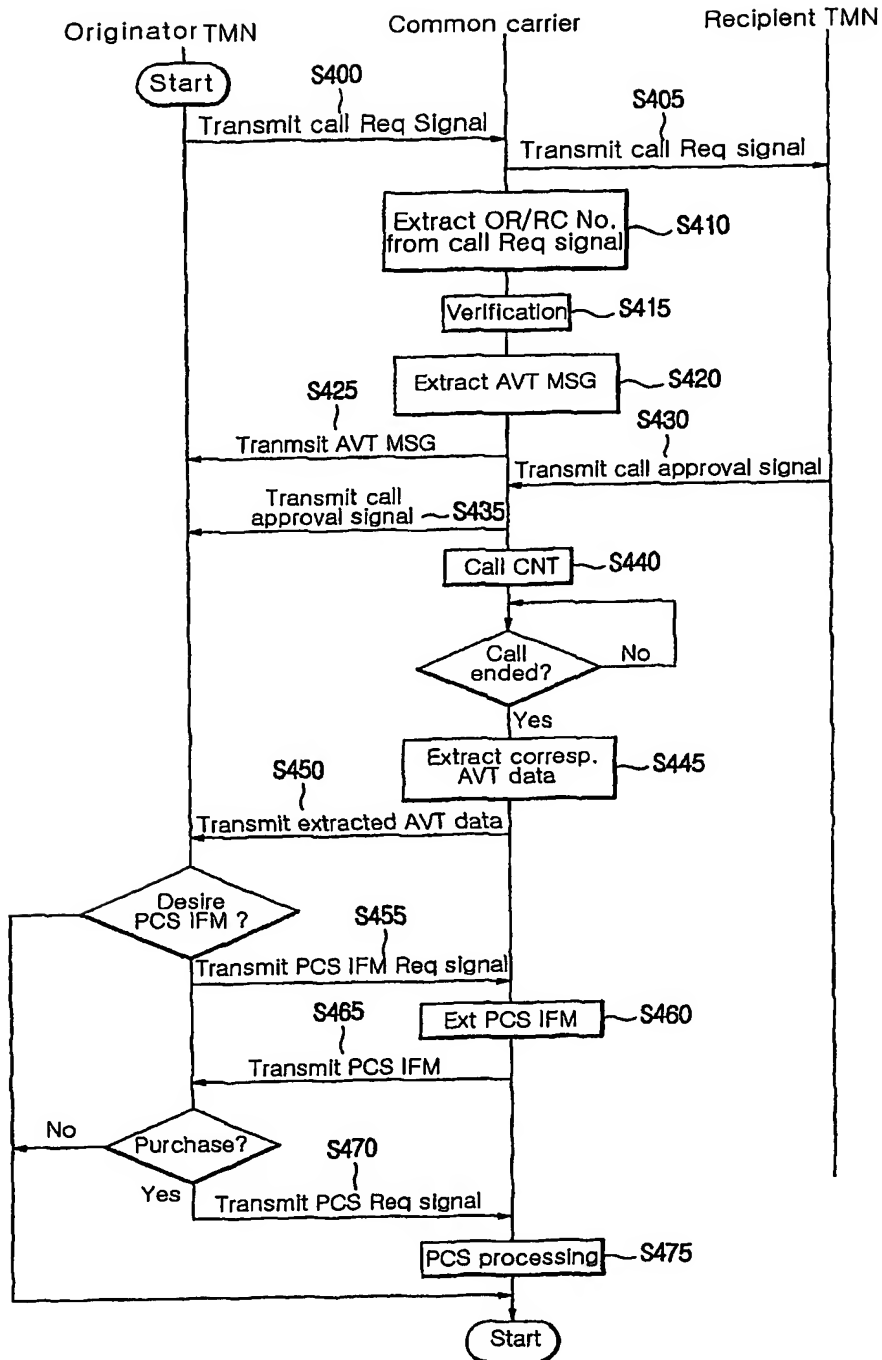 Originator TMN
Common carrier
Recipient TMN
Start
S400
Transmit call Req Signal
S405
Transmit call Req signal
Extract OR/RC No.
from call Req signal
S410
Verification
S415
Extract AVT MSG
S420
S425
Tranmsit AVT MSG
S430
Transmit call approval signal
Transmit call
approval signal
S435
Call CNT
S440
Call
ended?
No
Yes
Extract corresp.
AVT data
S445
S450
Transmit extracted AVT data
Desire
PCS IFM ?
S455
Transmit PCS IFM Req signal
Ext PCS IFM
S460
S465
Transmit PCS IFM
No
Purchase?
Yes
S470
Transmit PCS Req signal
PCS processing
S475
Start